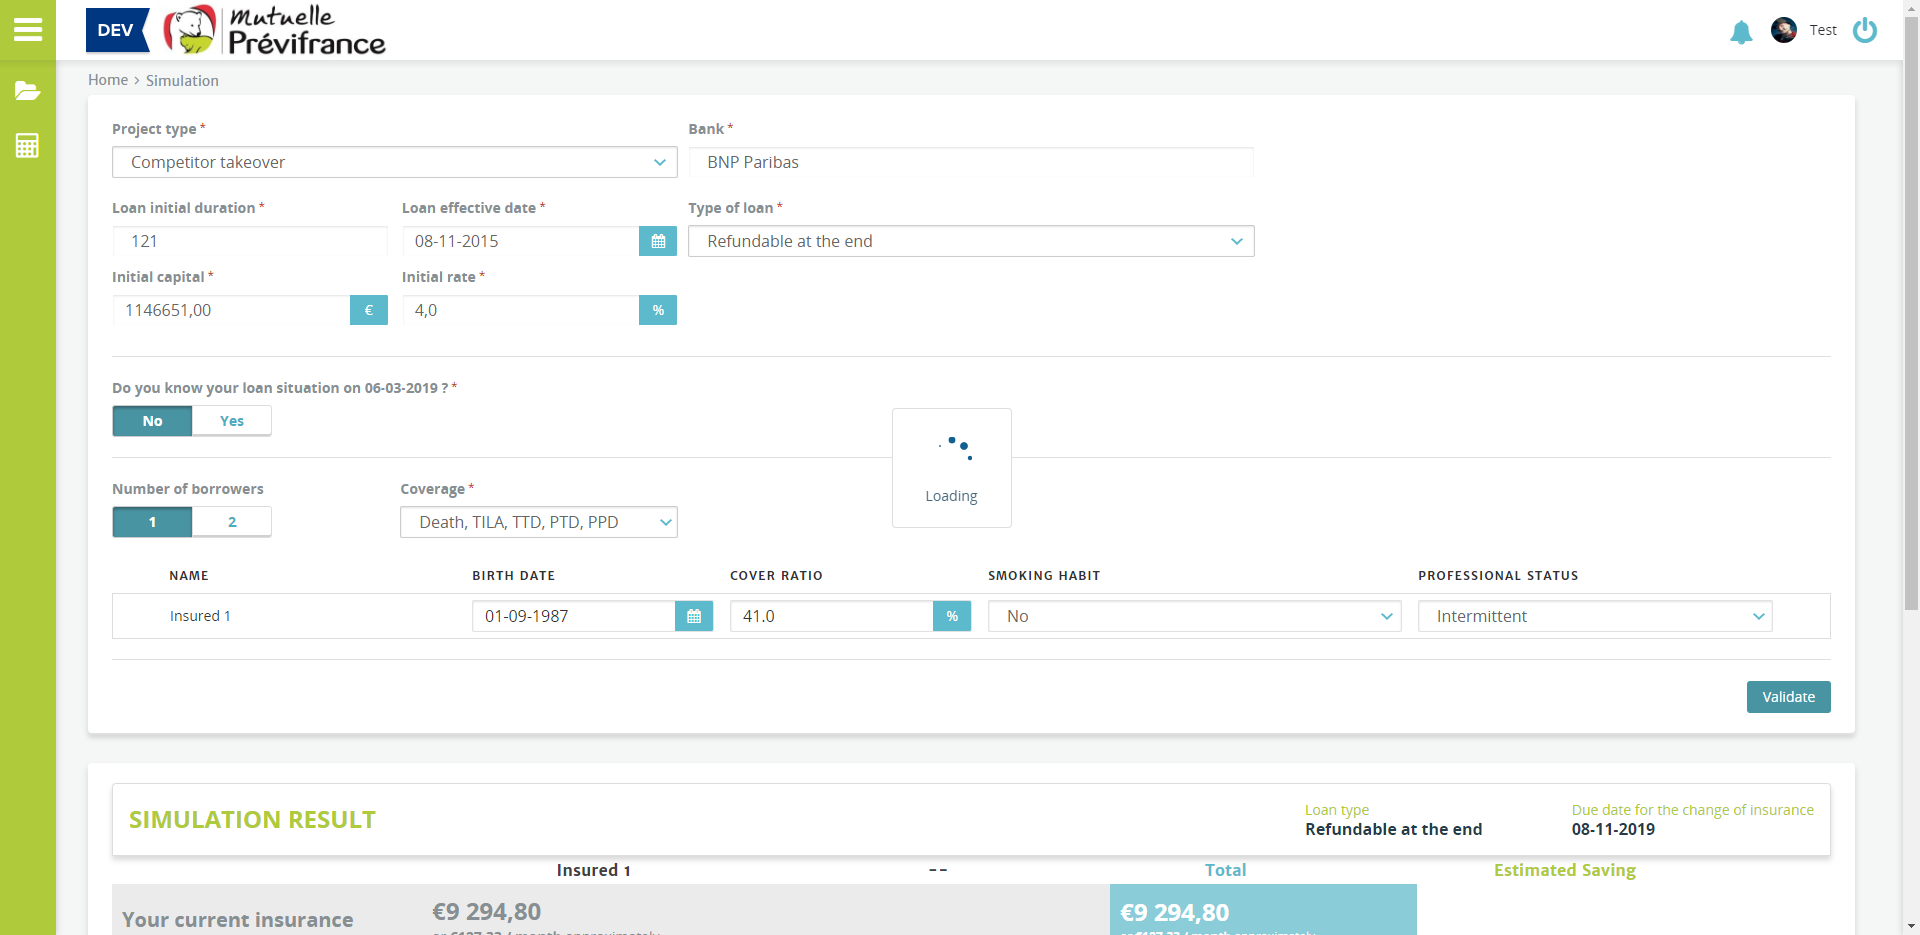 DEV
Mutuelle
Prévifrance
Test
Home > Simulation
Project type *
Bank *
Competitor takeover
BNP Paribas
Loan initial duration *
Loan effective date *
Type of loan *
121
08-11-2015
Refundable at the end
Initial capital *
Initial rate *
1146651,00 €
4,0 %
Do you know your loan situation on 06-03-2019 ? *
No Yes
Loading
Number of borrowers
Coverage *
1 2
Death, TILA, TTD, PTD, PPD
NAME BIRTH DATE COVER RATIO SMOKING HABIT PROFESSIONAL STATUS
Insured 1 01-09-1987 41.0 % No Intermittent
Validate
SIMULATION RESULT
Loan type
Refundable at the end
Due date for the change of insurance
08-11-2019
Insured 1 -- Total Estimated Saving
Your current insurance
€9 294,80
€9 294,80